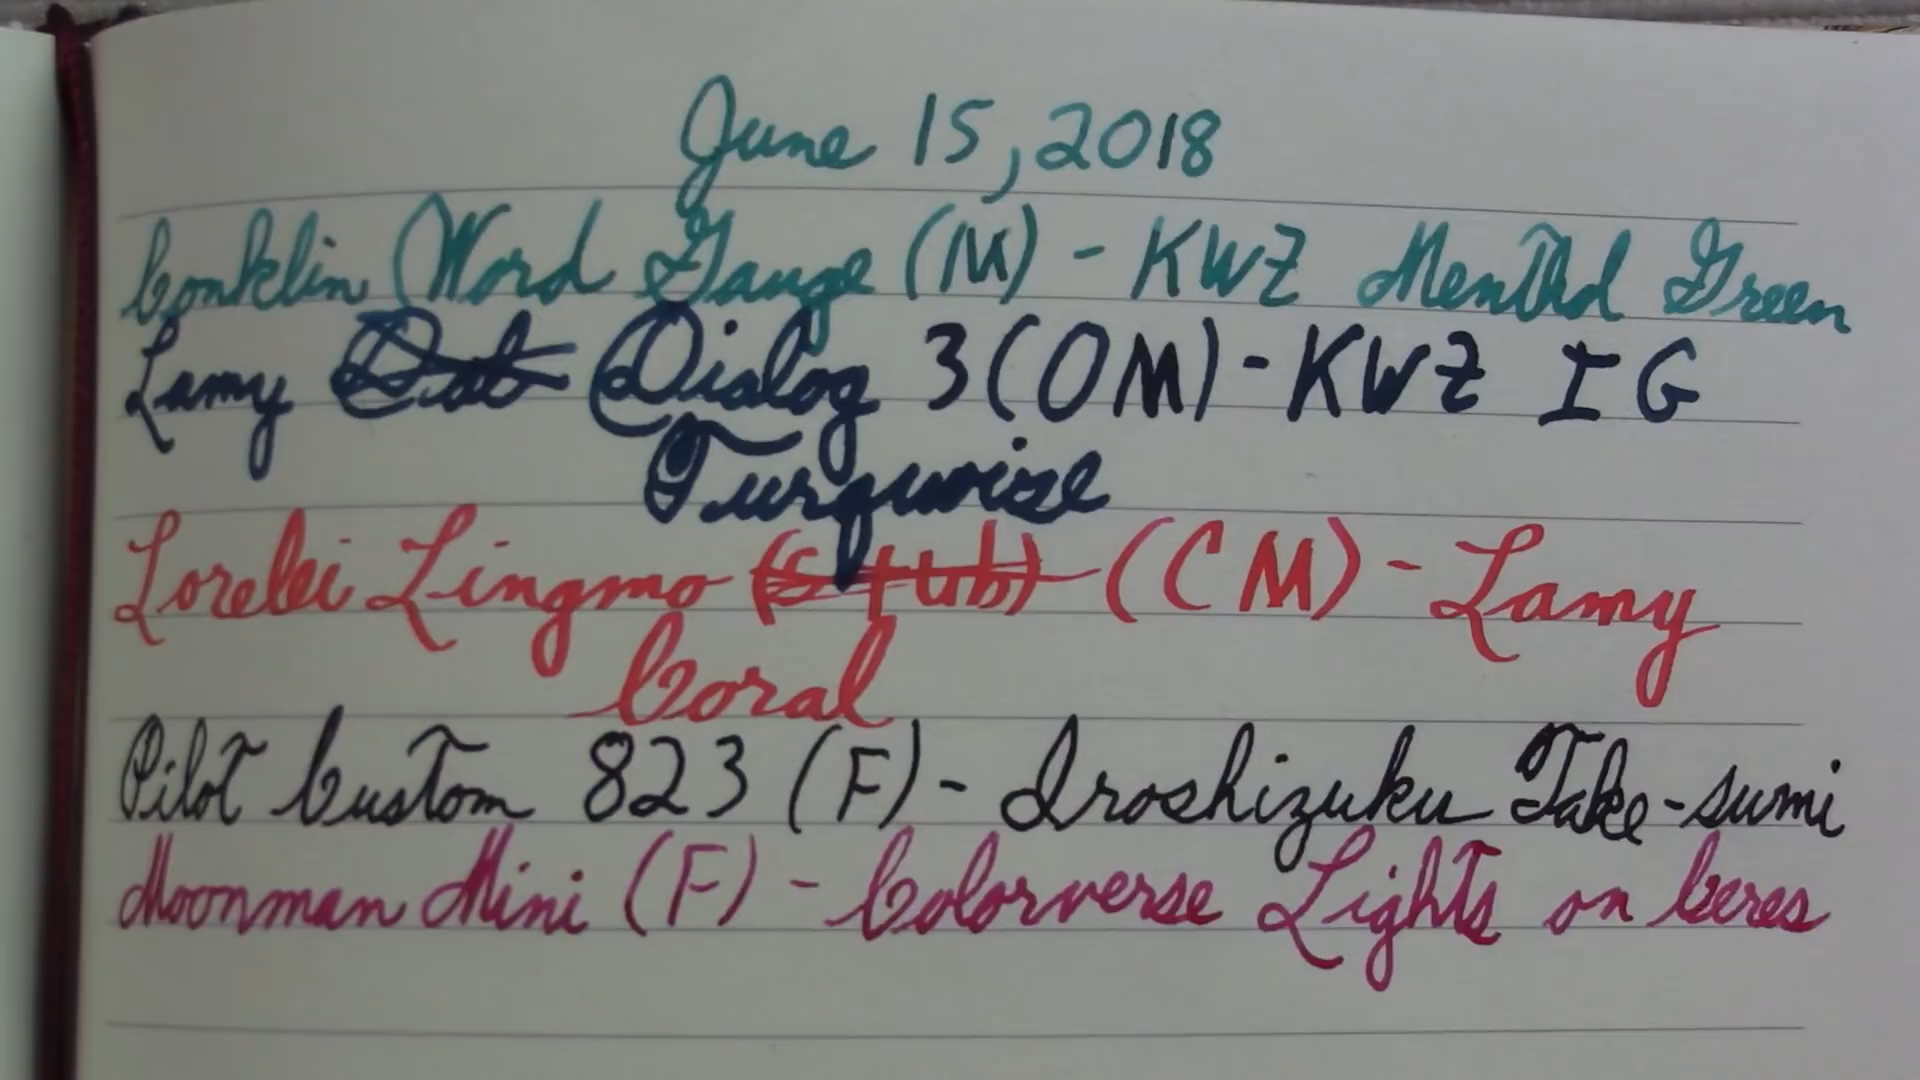 June 15, 2018
Conklin Word Gauge (M) - KWZ Menthol Green
Lamy Dialog 3 (OM) - KWZ IG
Turquoise
Lorelei Lingmo (stub) (CM) - Lamy
Coral
Pilot Custom 823 (F) - Iroshizuku Take-sumi
Moonman Mini (F) - Colorverse Lights on Ceres